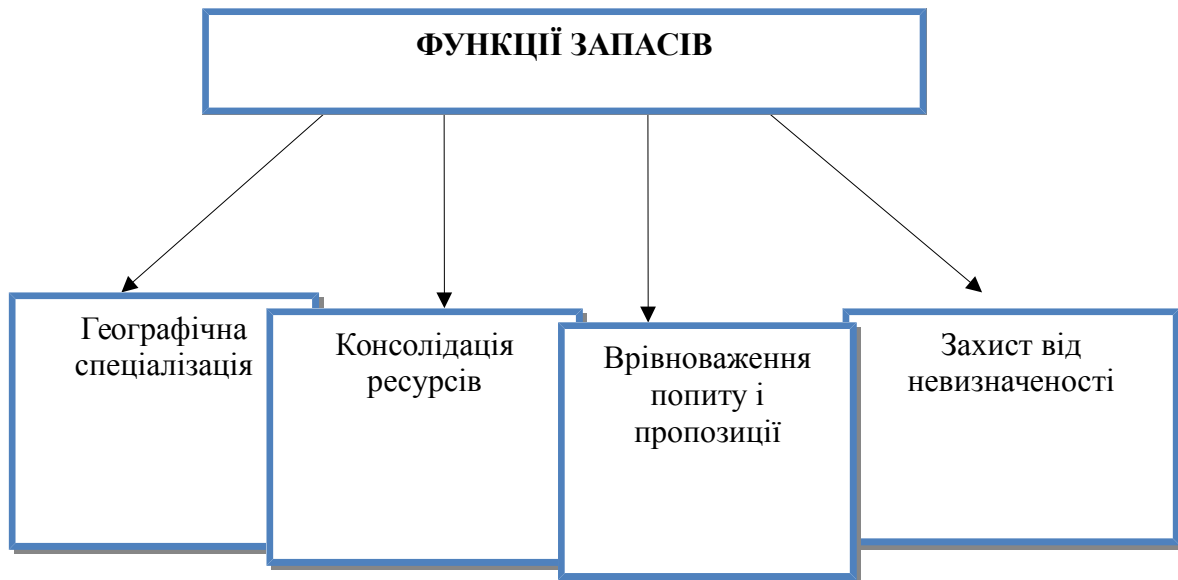 ФУНКЦІЇ ЗАПАСІВ
Географічна
спеціалізація
Консолідація
ресурсів
Врівноваження
попиту і
пропозиції
Захист від
невизначеності